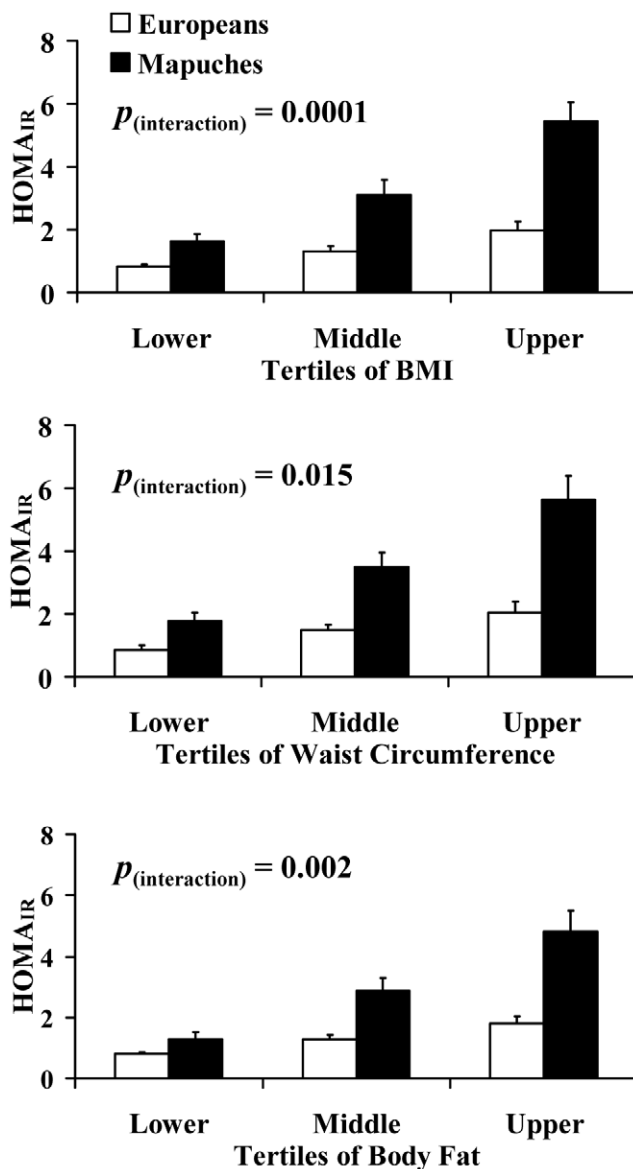 Europeans
Mapuches
p(interaction) = 0.0001
HOMAIR
8
6
4
2
0
Lower Middle Upper
Tertiles of BMI
p(interaction) = 0.015
HOMAIR
8
6
4
2
0
Lower Middle Upper
Tertiles of Waist Circumference
p(interaction) = 0.002
HOMAIR
8
6
4
2
0
Lower Middle Upper
Tertiles of Body Fat